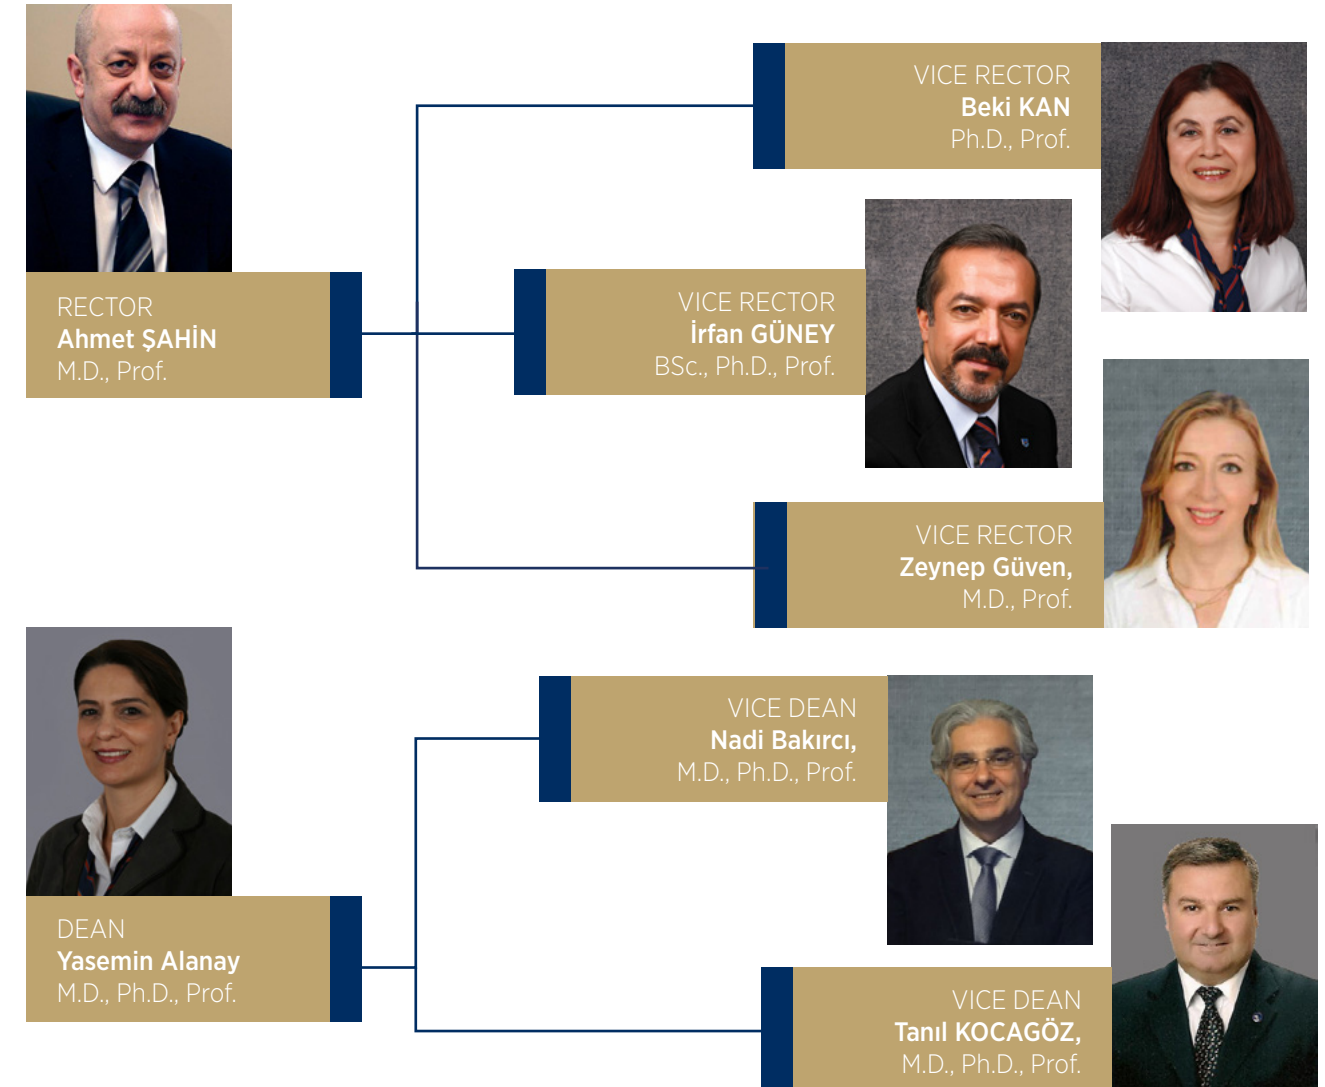 VICE RECTOR
Beki KAN
Ph.D., Prof.
RECTOR
Ahmet ŞAHİN
M.D., Prof.
VICE RECTOR
İrfan GÜNEY
BSc., Ph.D., Prof.
VICE RECTOR
Zeynep Güven,
M.D., Prof.
VICE DEAN
Nadi Bakırcı,
M.D., Ph.D., Prof.
DEAN
Yasemin Alanay
M.D., Ph.D., Prof.
VICE DEAN
Tanıl KOCAGÖZ,
M.D., Ph.D., Prof.